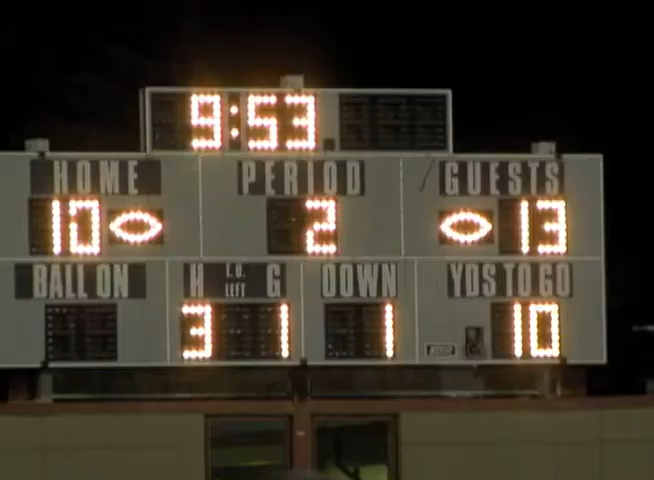 9:53
HOME PERIOD GUESTS
10 2 13
BALL ON H T.O. LEFT G DOWN YDS TO GO
3 1 1 10